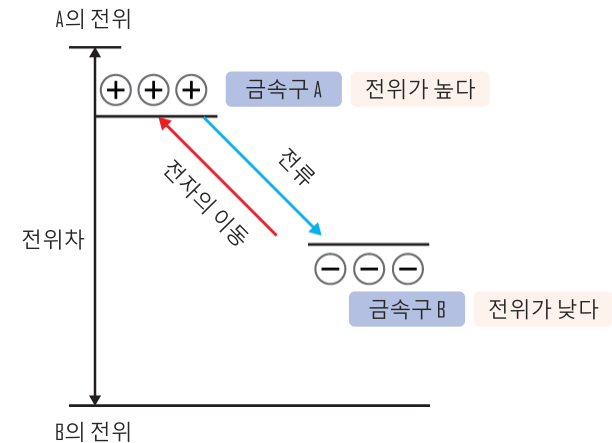 A의 전위
금속구 A 전위가 높다
전류
전자의 이동
전위차
금속구 B 전위가 낮다
B의 전위